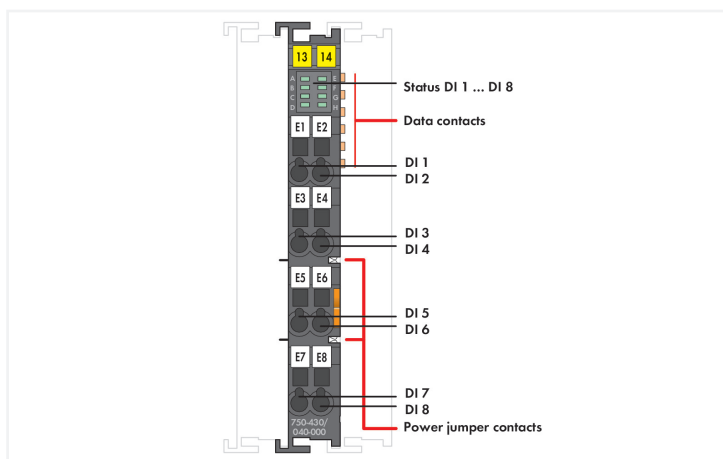 13 14
A E
B F
C G
D H
Status DI 1 ... DI 8
Data contacts
E1 E2
DI 1
DI 2
E3 E4
DI 3
DI 4
E5 E6
DI 5
DI 6
E7 E8
DI 7
DI 8
750-430/
040-000
Power jumper contacts